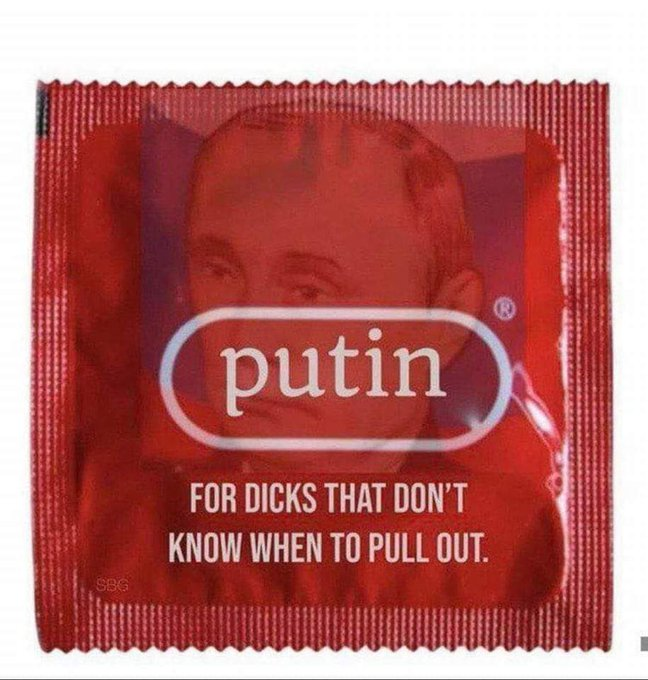 ®
putin
FOR DICKS THAT DON'T
KNOW WHEN TO PULL OUT.
SBG